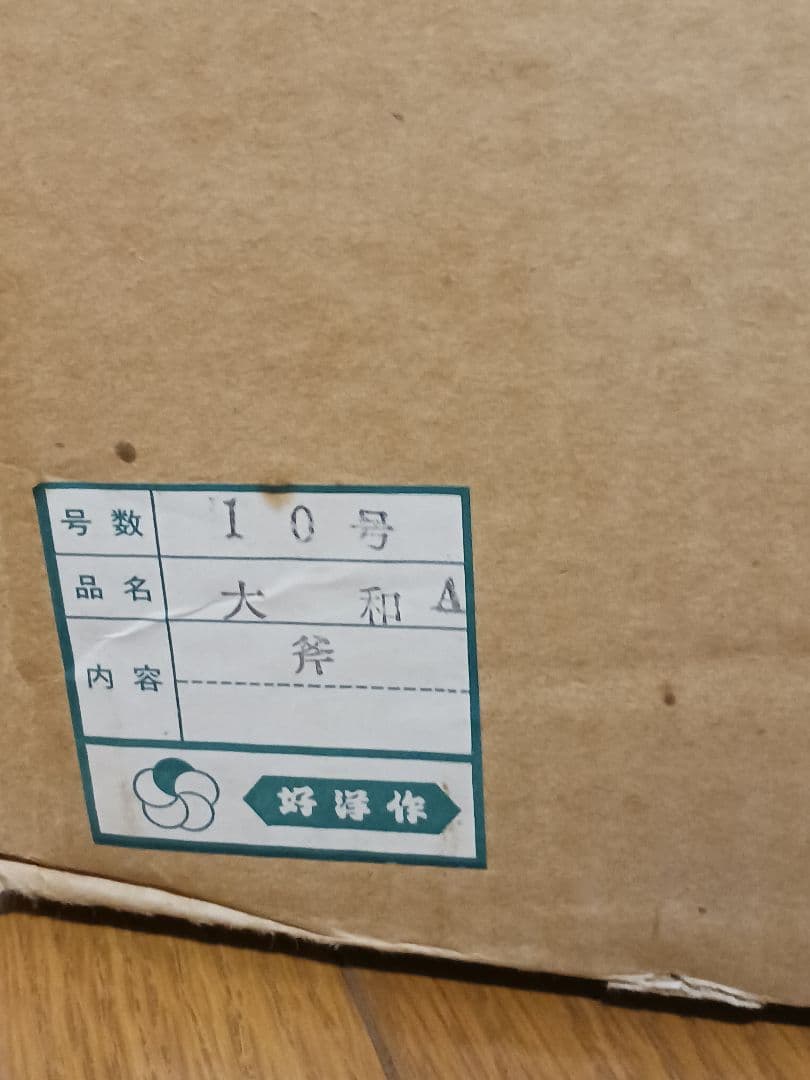 号数 10号
品名 大和A
内容 斧
好洋作